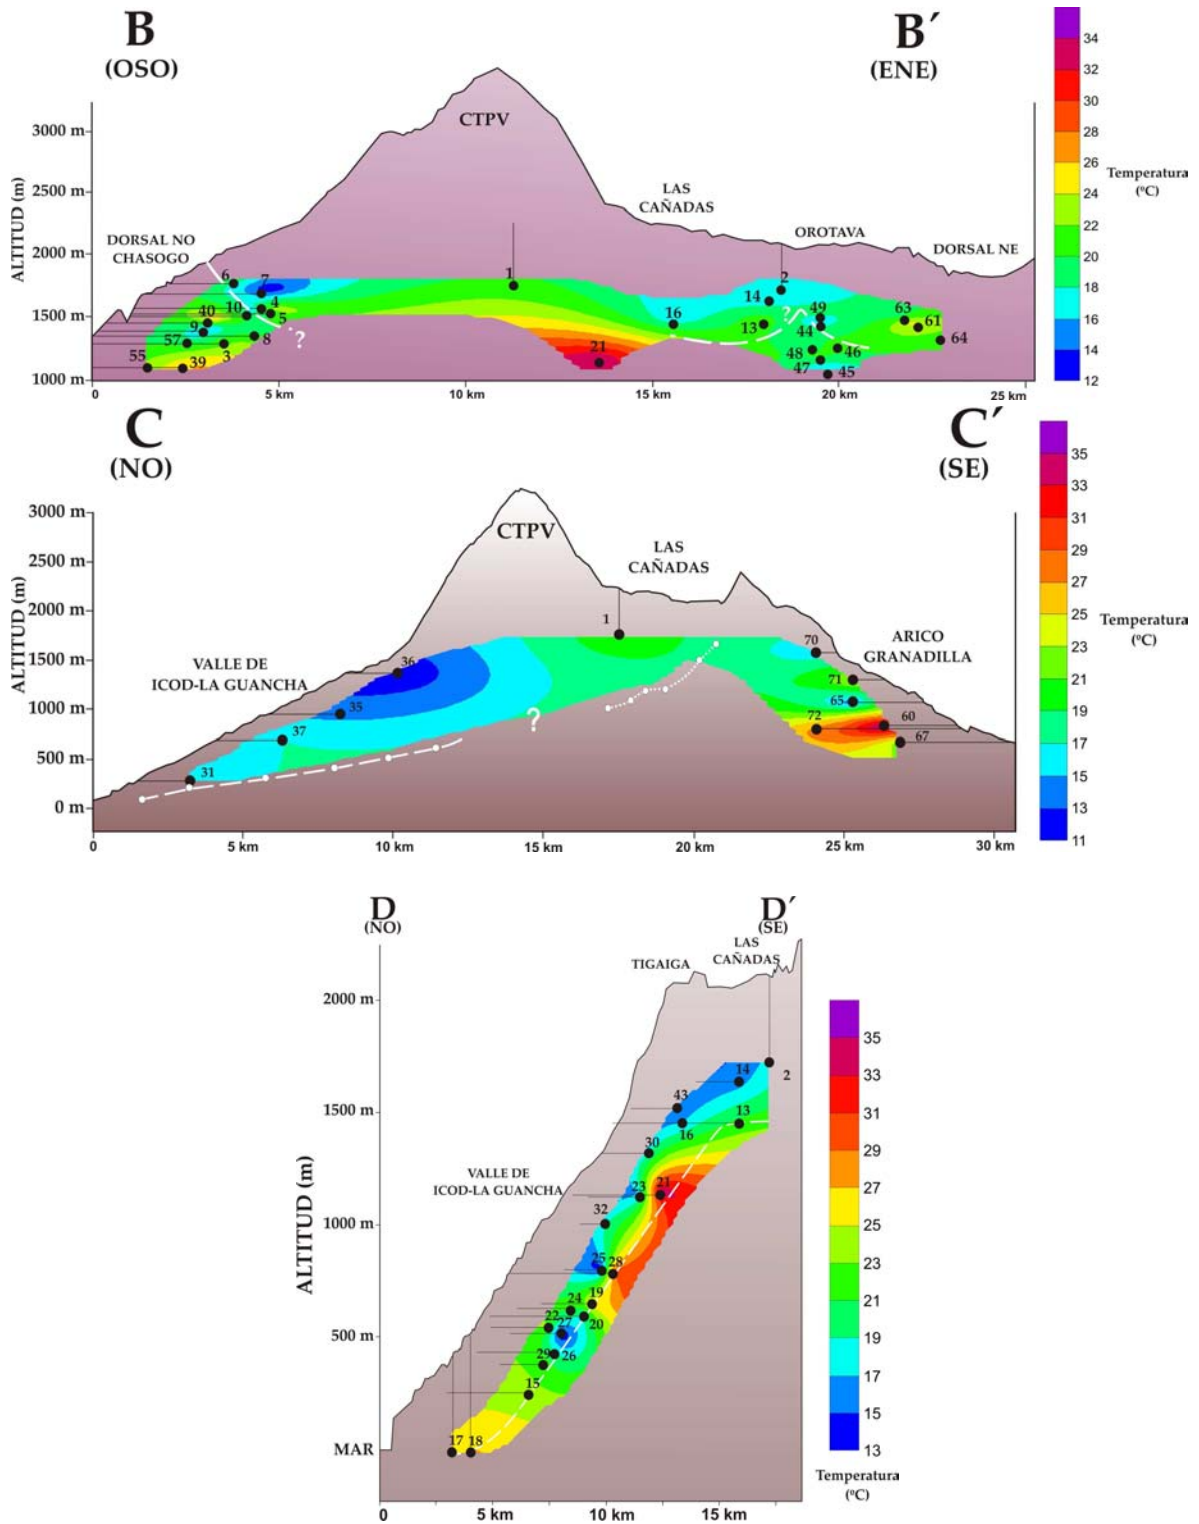 B
(OSO)
B´
(ENE)
CTPV
LAS
CAÑADAS
OROTAVA
DORSAL NE
DORSAL NO
CHASOGO
ALTITUD (m)
3000 m
2500 m
2000 m
1500 m
1000 m
6
7
1
2
4
10
5
40
9
57
8
3
55
39
21
16
14
13
?
49
44
48
46
47
45
63
61
64
?
0
5 km
10 km
15 km
20 km
25 km
34
32
30
28
26
24
22
20
18
16
14
12
Temperatura
(ºC)
C
(NO)
C´
(SE)
CTPV
LAS
CAÑADAS
VALLE DE
ICOD-LA GUANCHA
ARICO
GRANADILLA
ALTITUD (m)
3000 m
2500 m
2000 m
1500 m
1000 m
500 m
0 m
1
36
35
37
31
?
70
71
65
72
60
67
0
5 km
10 km
15 km
20 km
25 km
30 km
35
33
31
29
27
25
23
21
19
17
15
13
11
Temperatura
(ºC)
D
(NO)
D´
(SE)
TIGAIGA
LAS
CAÑADAS
VALLE DE
ICOD-LA GUANCHA
ALTITUD (m)
2000 m
1500 m
1000 m
500 m
MAR
2
14
43
13
16
30
23
21
32
25
28
19
24
22
27
20
29
26
15
17
18
0
5 km
10 km
15 km
35
33
31
29
27
25
23
21
19
17
15
13
Temperatura
(ºC)